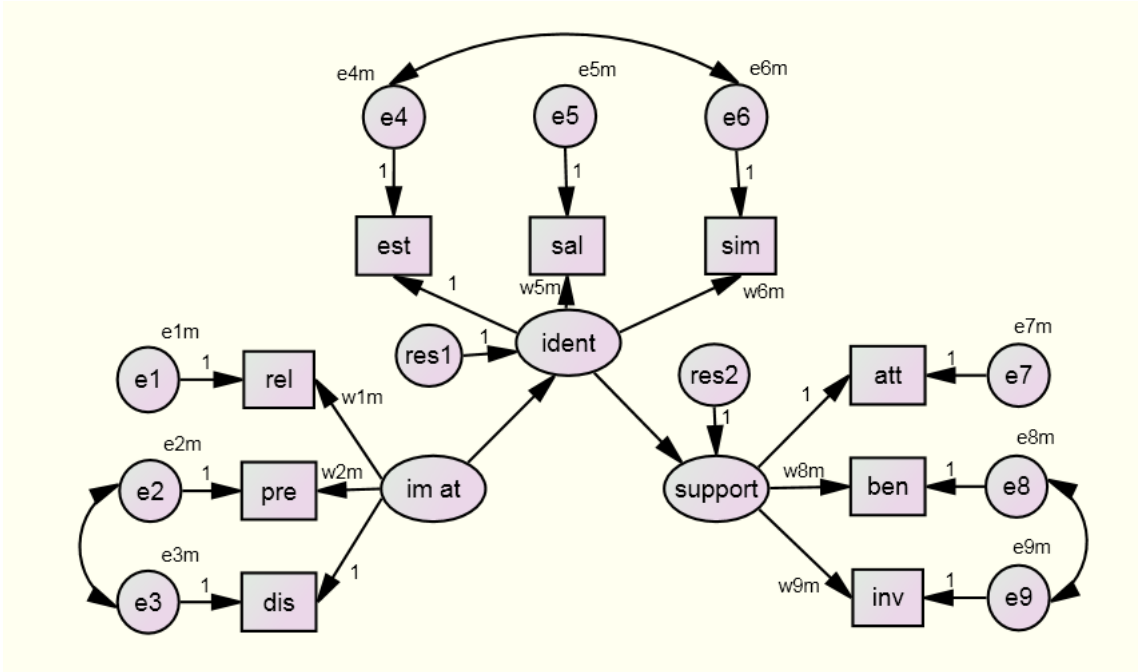 e4m
e5m
e6m
e4
e5
e6
1
1
1
est
sal
sim
1
w5m
w6m
ident
res1
1
e1m
e1
1
rel
w1m
res2
1
e7m
att
1
e7
1
e2m
e2
1
pre
w2m
im at
support
w8m
ben
1
e8m
e8
e3m
e3
1
dis
1
w9m
inv
1
e9m
e9